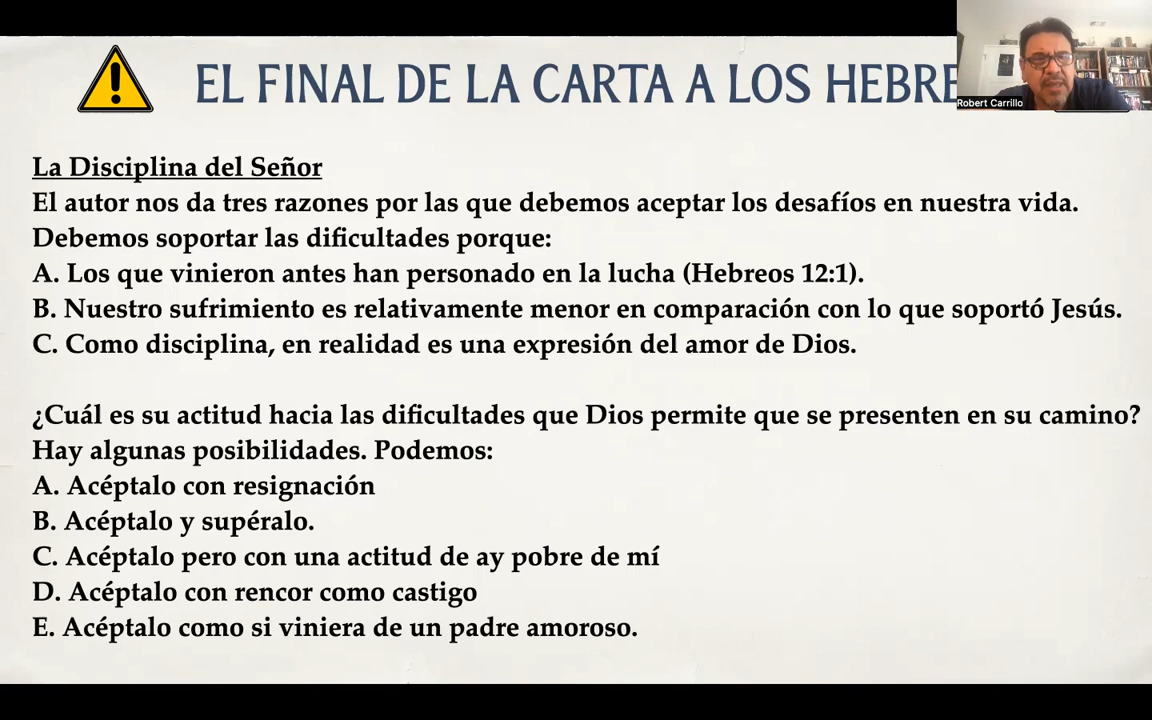 EL FINAL DE LA CARTA A LOS HEBRE
Robert Carrillo
La Disciplina del Señor
El autor nos da tres razones por las que debemos aceptar los desafíos en nuestra vida.
Debemos soportar las dificultades porque:
A. Los que vinieron antes han personado en la lucha (Hebreos 12:1).
B. Nuestro sufrimiento es relativamente menor en comparación con lo que soportó Jesús.
C. Como disciplina, en realidad es una expresión del amor de Dios.
¿Cuál es su actitud hacia las dificultades que Dios permite que se presenten en su camino?
Hay algunas posibilidades. Podemos:
A. Acéptalo con resignación
B. Acéptalo y supéralo.
C. Acéptalo pero con una actitud de ay pobre de mí
D. Acéptalo con rencor como castigo
E. Acéptalo como si viniera de un padre amoroso.